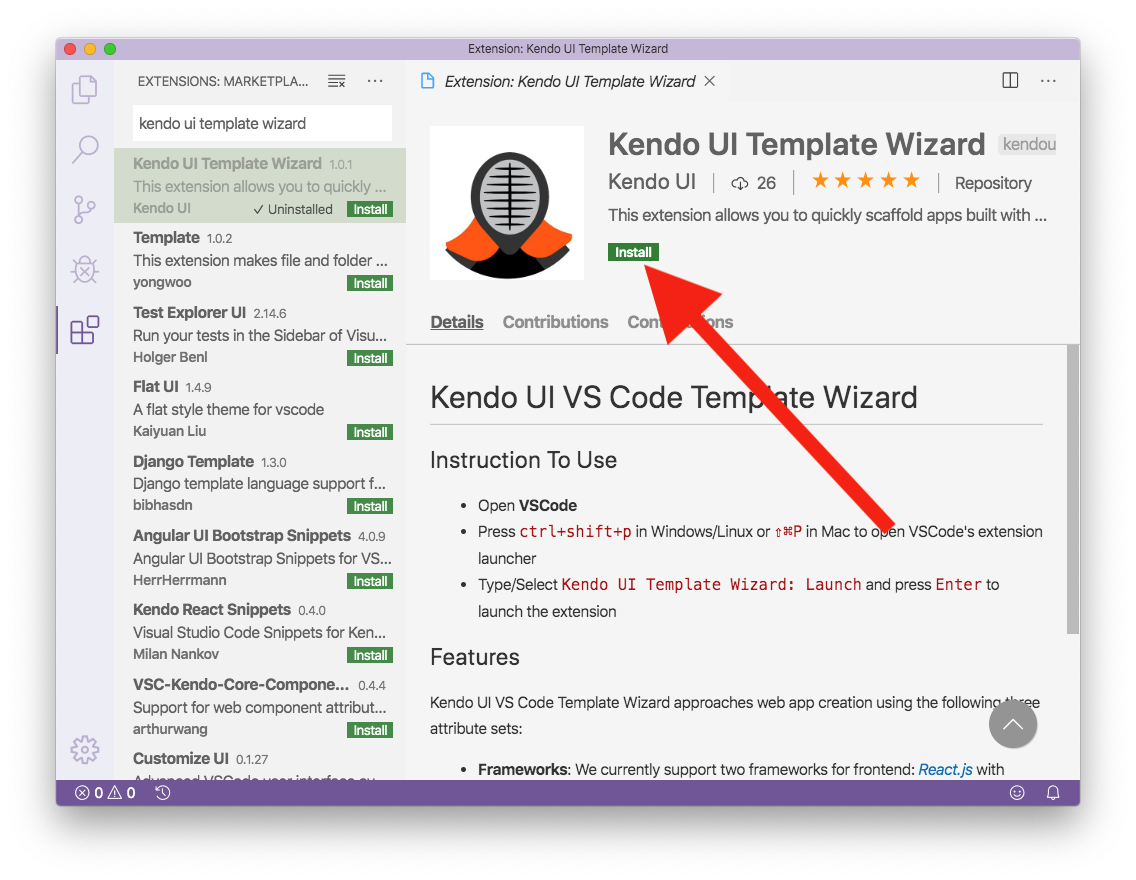 Extension: Kendo UI Template Wizard
EXTENSIONS: MARKETPLA...
kendo ui template wizard
Kendo UI Template Wizard 1.0.1
This extension allows you to quickly ...
Kendo UI ✓ Uninstalled Install
Template 1.0.2
This extension makes file and folder ...
yongwoo Install
Test Explorer UI 2.14.6
Run your tests in the Sidebar of Visu...
Holger Benl Install
Flat UI 1.4.9
A flat style theme for vscode
Kaiyuan Liu Install
Django Template 1.3.0
Django template language support f...
bibhasdn Install
Angular UI Bootstrap Snippets 4.0.9
Angular UI Bootstrap Snippets for VS...
HerrHerrmann Install
Kendo React Snippets 0.4.0
Visual Studio Code Snippets for Ken...
Milan Nankov Install
VSC-Kendo-Core-Compone... 0.4.4
Support for web component attribut...
arthurwang Install
Customize UI 0.1.27
Extension: Kendo UI Template Wizard
Kendo UI Template Wizard kendou
Kendo UI 26 ★★★★★ Repository
This extension allows you to quickly scaffold apps built with ...
Install
Details Contributions
Kendo UI VS Code Template Wizard
Instruction To Use
• Open VSCode
• Press ctrl+shift+p in Windows/Linux or ⇧⌘P in Mac to open VSCode's extension
launcher
• Type/Select Kendo UI Template Wizard: Launch and press Enter to
launch the extension
Features
Kendo UI VS Code Template Wizard approaches web app creation using the following three
attribute sets:
• Frameworks: We currently support two frameworks for frontend: React.js with
0 0